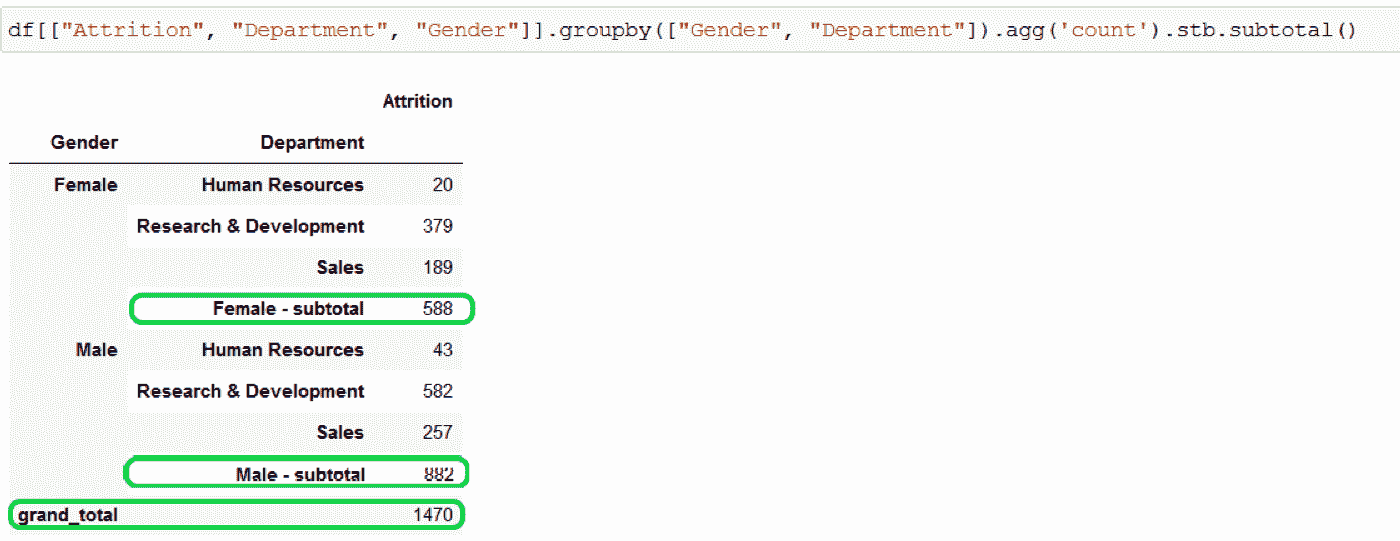 df[["Attrition", "Department", "Gender"]].groupby(["Gender", "Department"]).agg('count').stb.subtotal()
Attrition
Gender Department
Female Human Resources 20
Research & Development 379
Sales 189
Female - subtotal 588
Male Human Resources 43
Research & Development 582
Sales 257
Male - subtotal 882
grand_total 1470